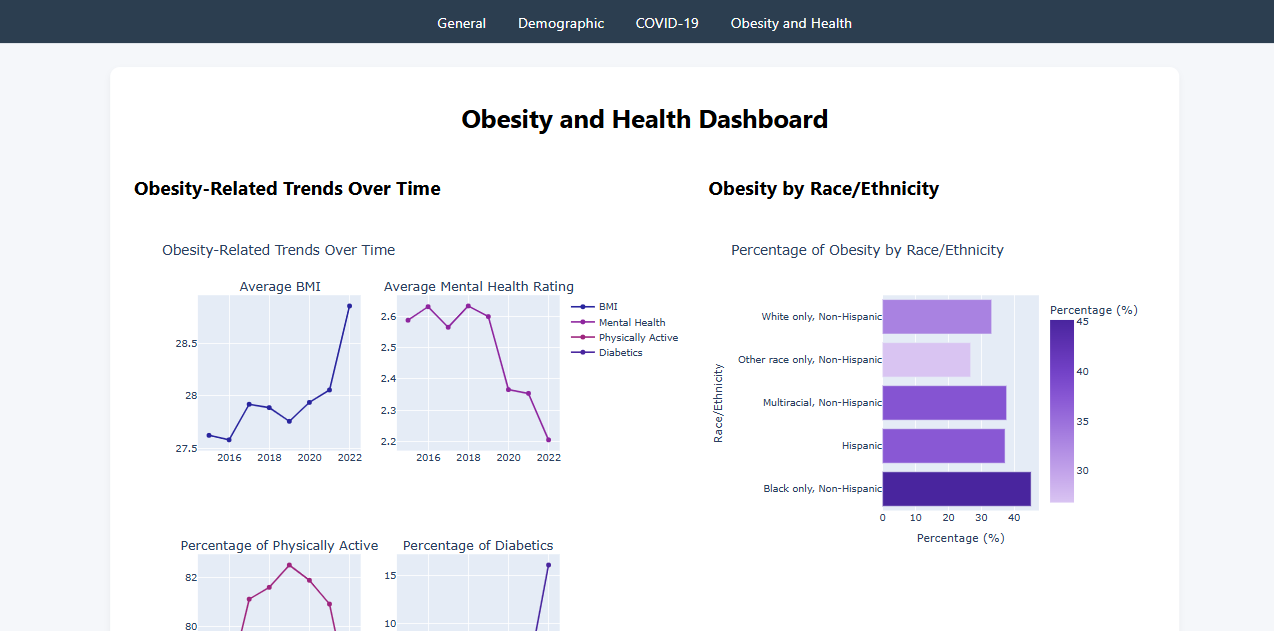 General Demographic COVID-19 Obesity and Health
Obesity and Health Dashboard
Obesity-Related Trends Over Time
Obesity-Related Trends Over Time
Average BMI
28.5
28
27.5
2016 2018 2020 2022
Average Mental Health Rating
2.6
2.5
2.4
2.3
2.2
2016 2018 2020 2022
BMI
Mental Health
Physically Active
Diabetics
Percentage of Physically Active
82
80
Percentage of Diabetics
15
10
Obesity by Race/Ethnicity
Percentage of Obesity by Race/Ethnicity
Race/Ethnicity
White only, Non-Hispanic
Other race only, Non-Hispanic
Multiracial, Non-Hispanic
Hispanic
Black only, Non-Hispanic
0 10 20 30 40
Percentage (%)
Percentage (%)
45
40
35
30